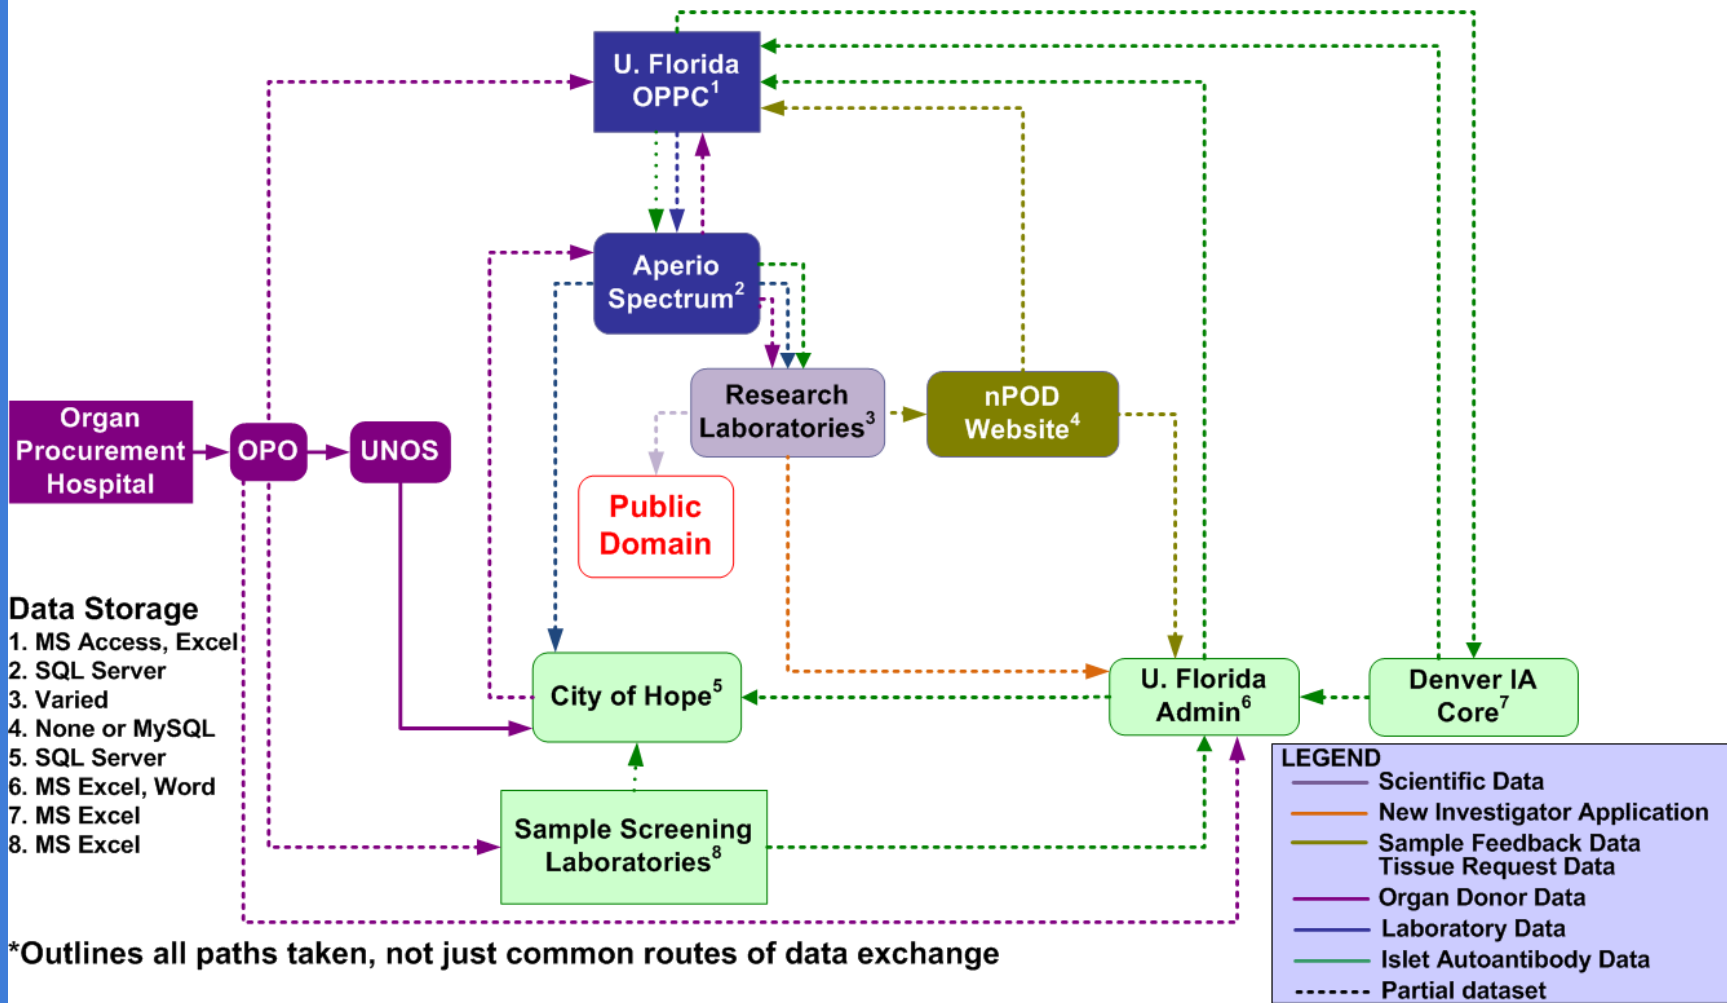 U. Florida
OPPC1
Aperio
Spectrum2
Research
Laboratories3
nPOD
Website4
Organ
Procurement
Hospital
OPO
UNOS
Public
Domain
City of Hope5
U. Florida
Admin6
Denver IA
Core7
Sample Screening
Laboratories8
Data Storage
1. MS Access, Excel
2. SQL Server
3. Varied
4. None or MySQL
5. SQL Server
6. MS Excel, Word
7. MS Excel
8. MS Excel
LEGEND
Scientific Data
New Investigator Application
Sample Feedback Data
Tissue Request Data
Organ Donor Data
Laboratory Data
Islet Autoantibody Data
Partial dataset
*Outlines all paths taken, not just common routes of data exchange